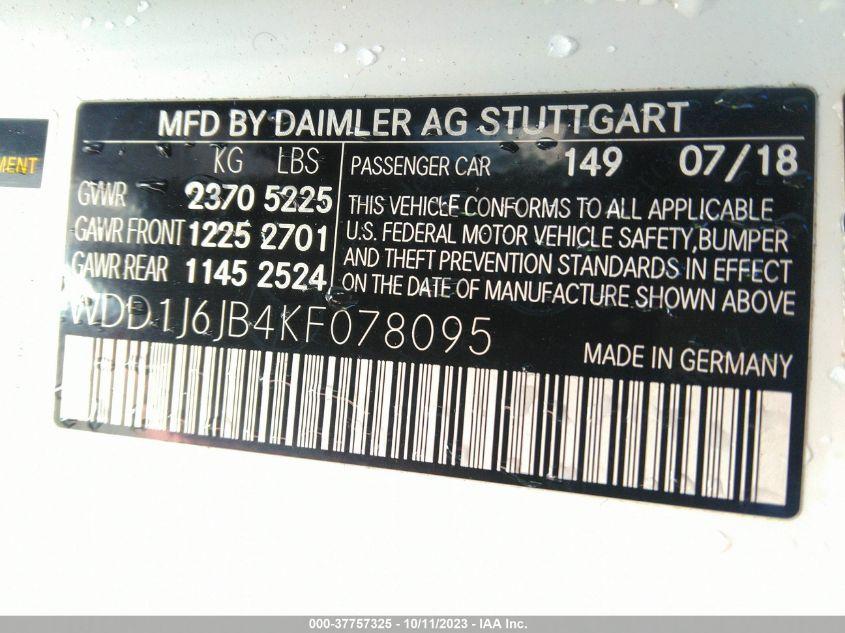 MENT
MFD BY DAIMLER AG STUTTGART
KG LBS
GVWR 2370 5225
GAWR FRONT 1225 2701
GAWR REAR 1145 2524
PASSENGER CAR 149 07/18
THIS VEHICLE CONFORMS TO ALL APPLICABLE
U.S. FEDERAL MOTOR VEHICLE SAFETY,BUMPER
AND THEFT PREVENTION STANDARDS IN EFFECT
ON THE DATE OF MANUFACTURE SHOWN ABOVE
WDD1J6JB4KF078095
MADE IN GERMANY
000-37757325 - 10/11/2023 - IAA Inc.